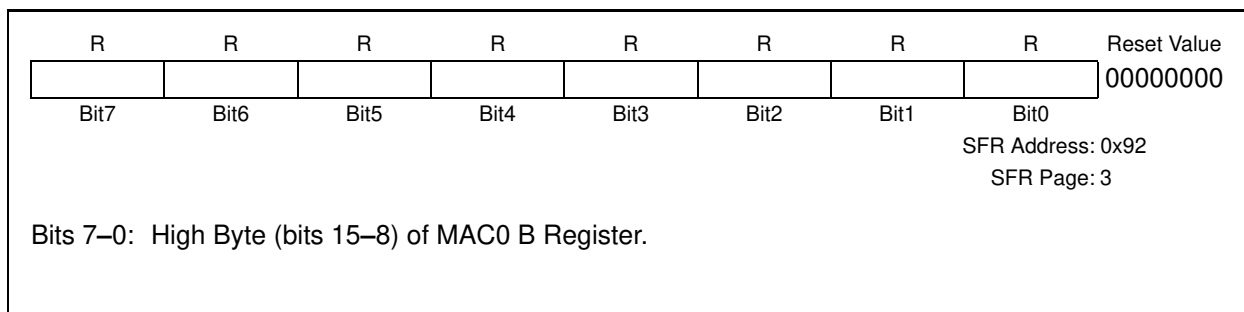 R R R R R R R R Reset Value
00000000
Bit7 Bit6 Bit5 Bit4 Bit3 Bit2 Bit1 Bit0
SFR Address: 0x92
SFR Page: 3
Bits 7–0: High Byte (bits 15–8) of MAC0 B Register.